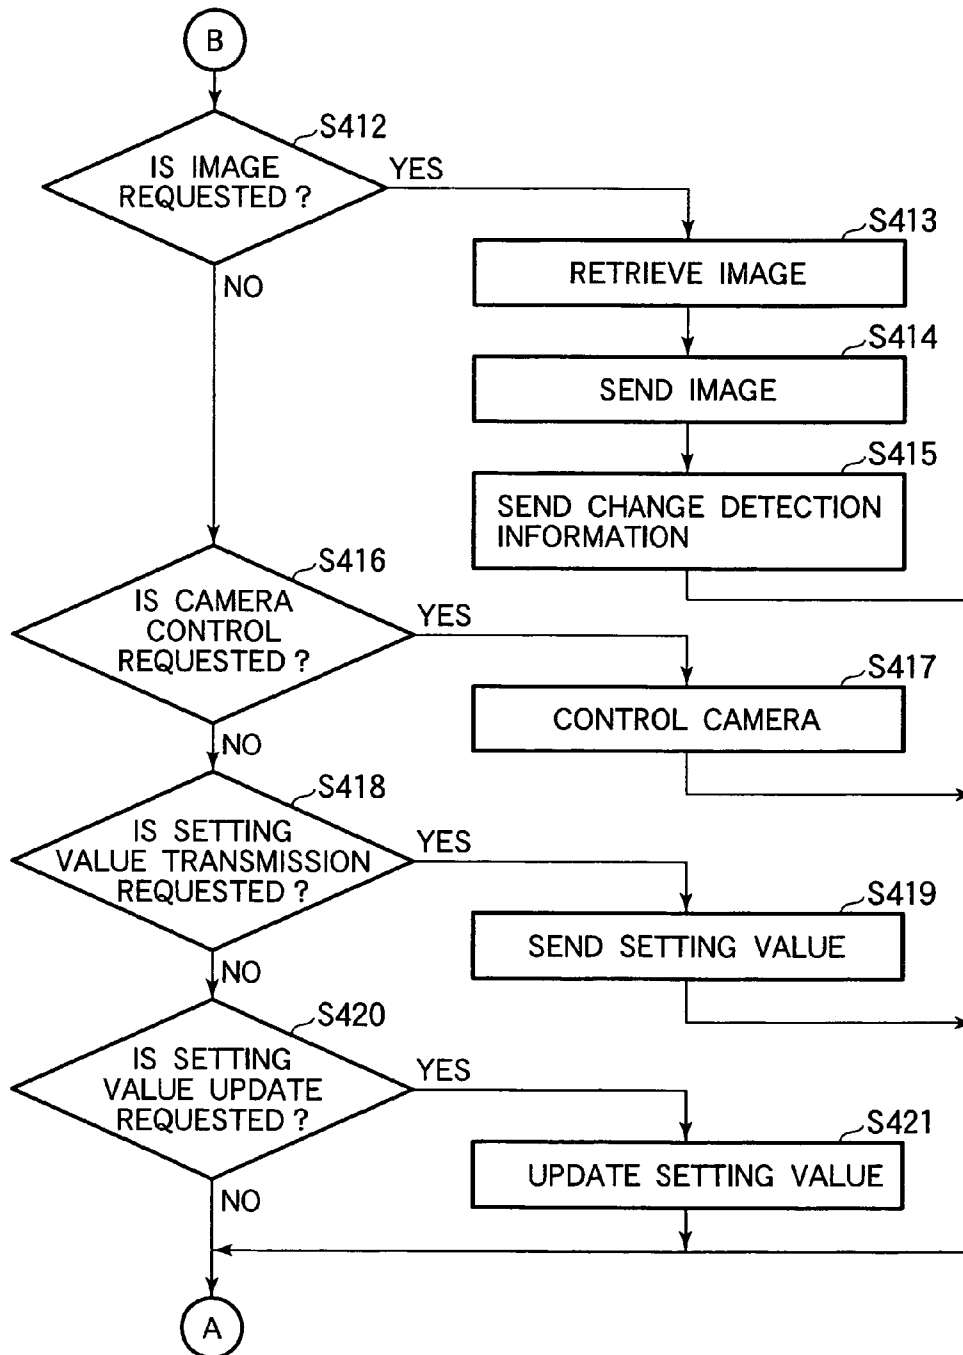 B
S412
IS IMAGE
REQUESTED ?
YES
NO
S413
RETRIEVE IMAGE
S414
SEND IMAGE
S415
SEND CHANGE DETECTION
INFORMATION
S416
IS CAMERA
CONTROL
REQUESTED ?
YES
NO
S417
CONTROL CAMERA
S418
IS SETTING
VALUE TRANSMISSION
REQUESTED ?
YES
NO
S419
SEND SETTING VALUE
S420
IS SETTING
VALUE UPDATE
REQUESTED ?
YES
NO
S421
UPDATE SETTING VALUE
A